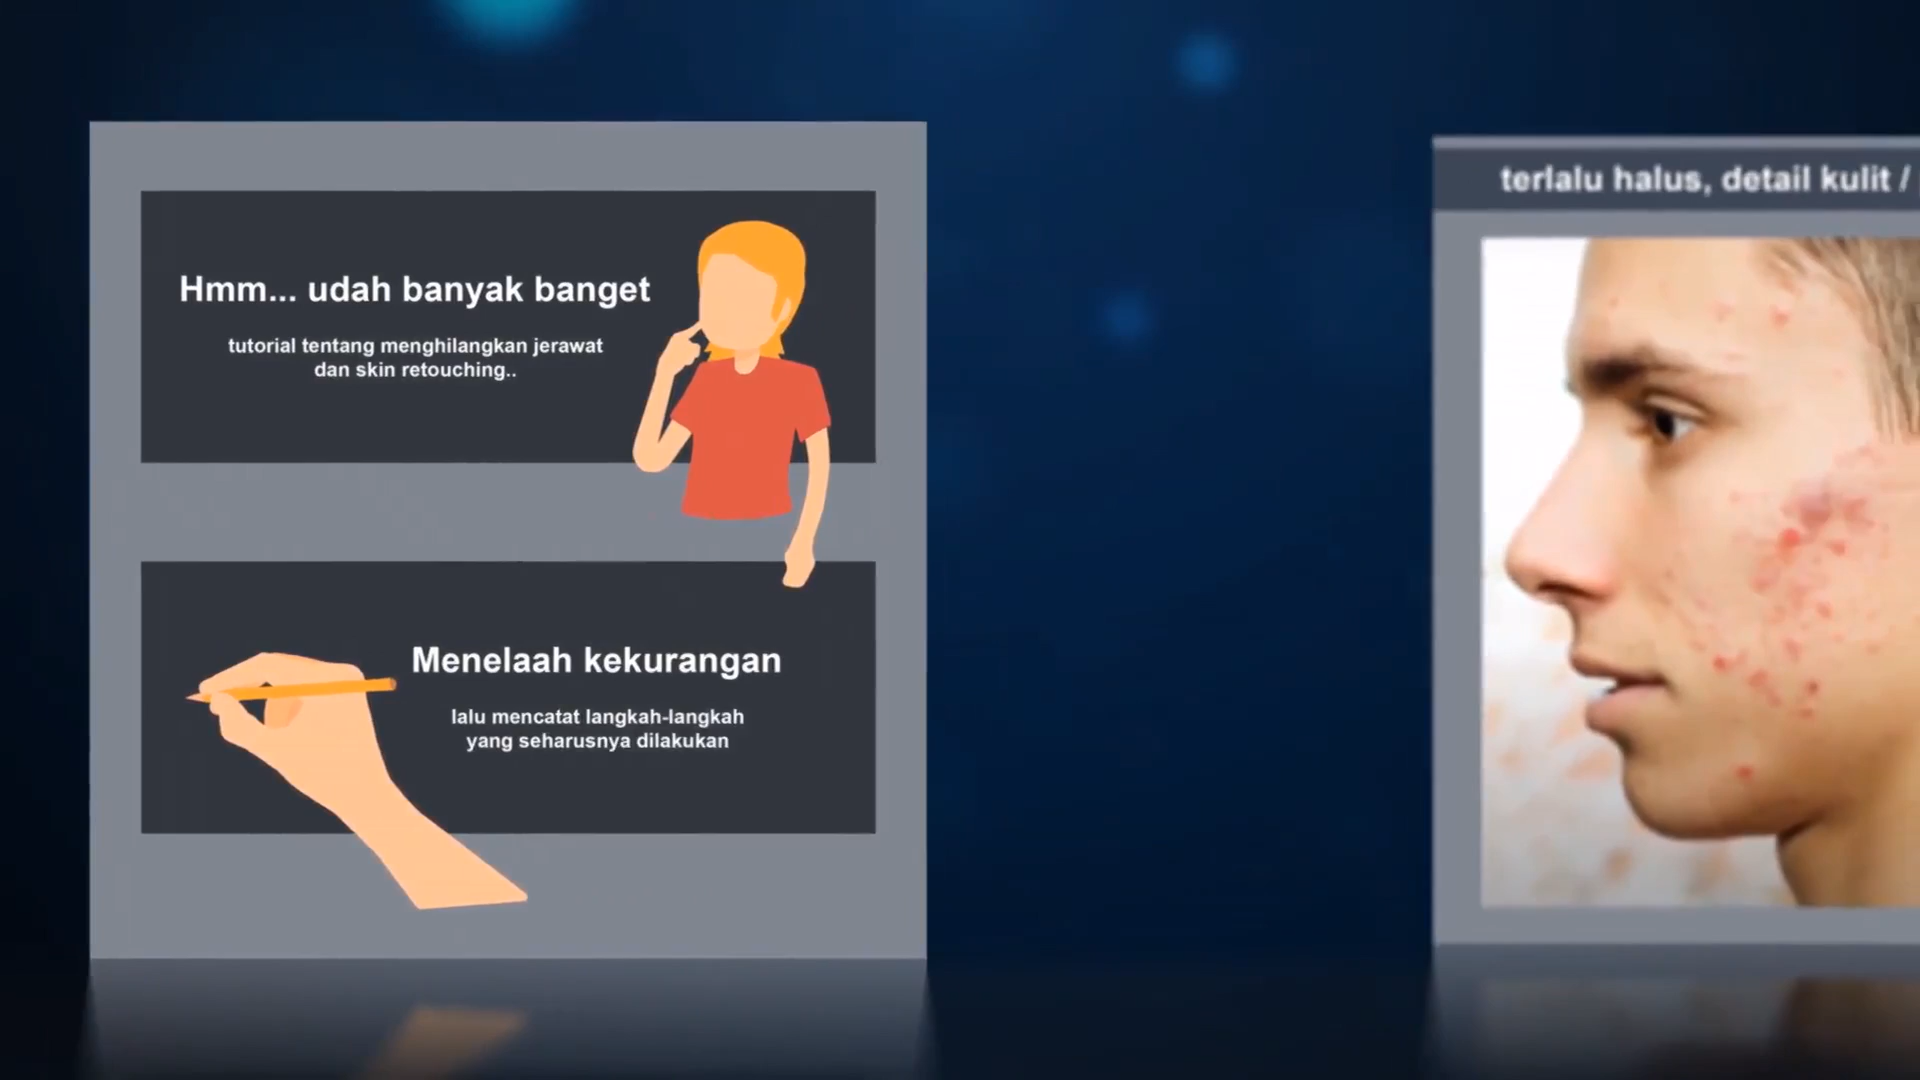 Hmm... udah banyak banget
tutorial tentang menghilangkan jerawat
dan skin retouching..
Menelaah kekurangan
lalu mencatat langkah-langkah
yang seharusnya dilakukan
terlalu halus, detail kulit /